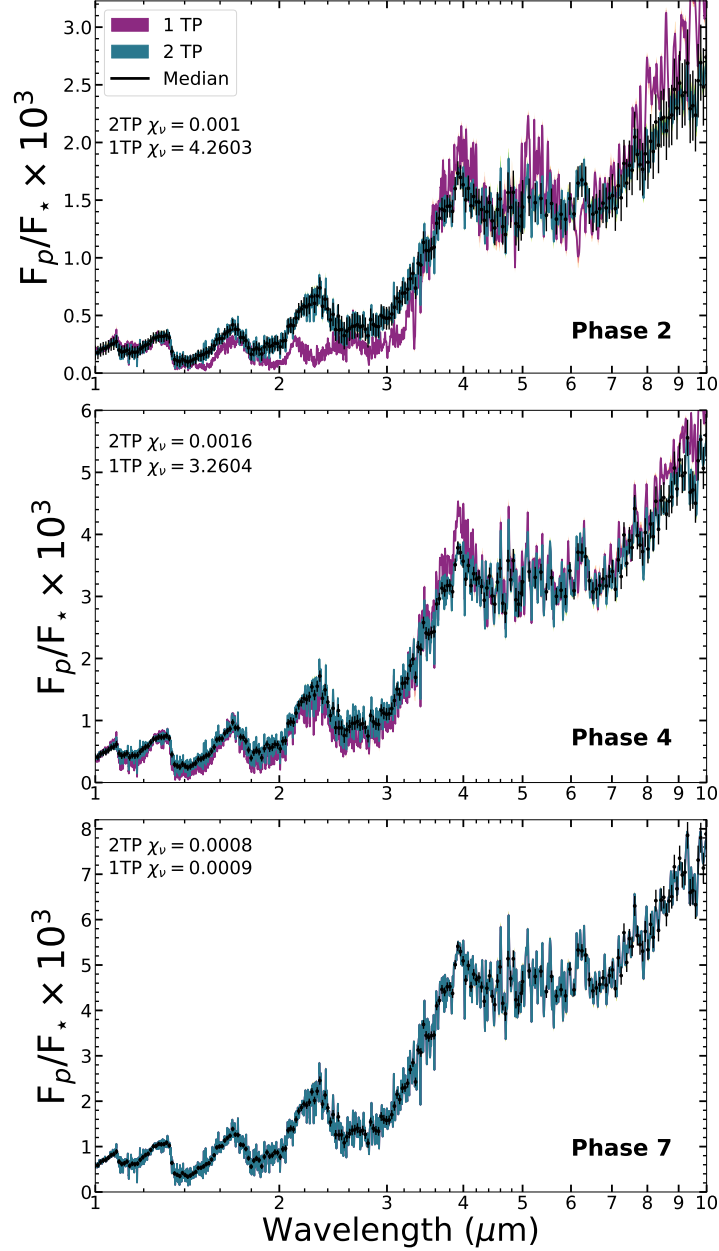 1 TP
2 TP
Median
2TP χν = 0.001
1TP χν = 4.2603
Fp/F⋆ × 10³
3.0
2.5
2.0
1.5
1.0
0.5
0.0
Phase 2
1 2 3 4 5 6 7 8 9 10
2TP χν = 0.0016
1TP χν = 3.2604
Fp/F⋆ × 10³
6
5
4
3
2
1
0
Phase 4
1 2 3 4 5 6 7 8 9 10
2TP χν = 0.0008
1TP χν = 0.0009
Fp/F⋆ × 10³
8
7
6
5
4
3
2
1
0
Phase 7
1 2 3 4 5 6 7 8 9 10
Wavelength (μm)